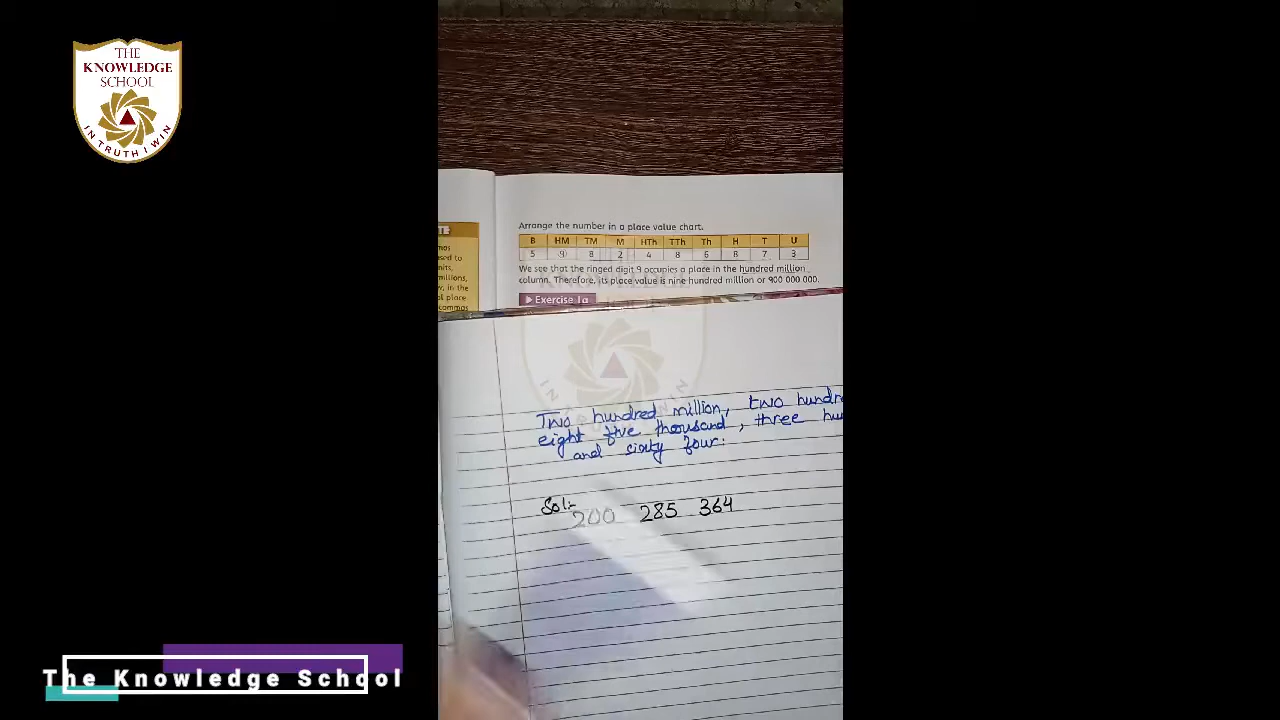 THE
KNOWLEDGE
SCHOOL
IN TRUTH I WIN
Arrange the number in a place value chart.
B HM TM M HTh TTh Th H T U
5 9 8 2 4 8 6 8 7 3
We see that the ringed digit 9 occupies a place in the hundred million
column. Therefore, its place value is nine hundred million or 900 000 000.
Exercise 1a
Two hundred million, two
eight five thousand, three
and sixty four.
Sol:-
200 285 364
The Knowledge School